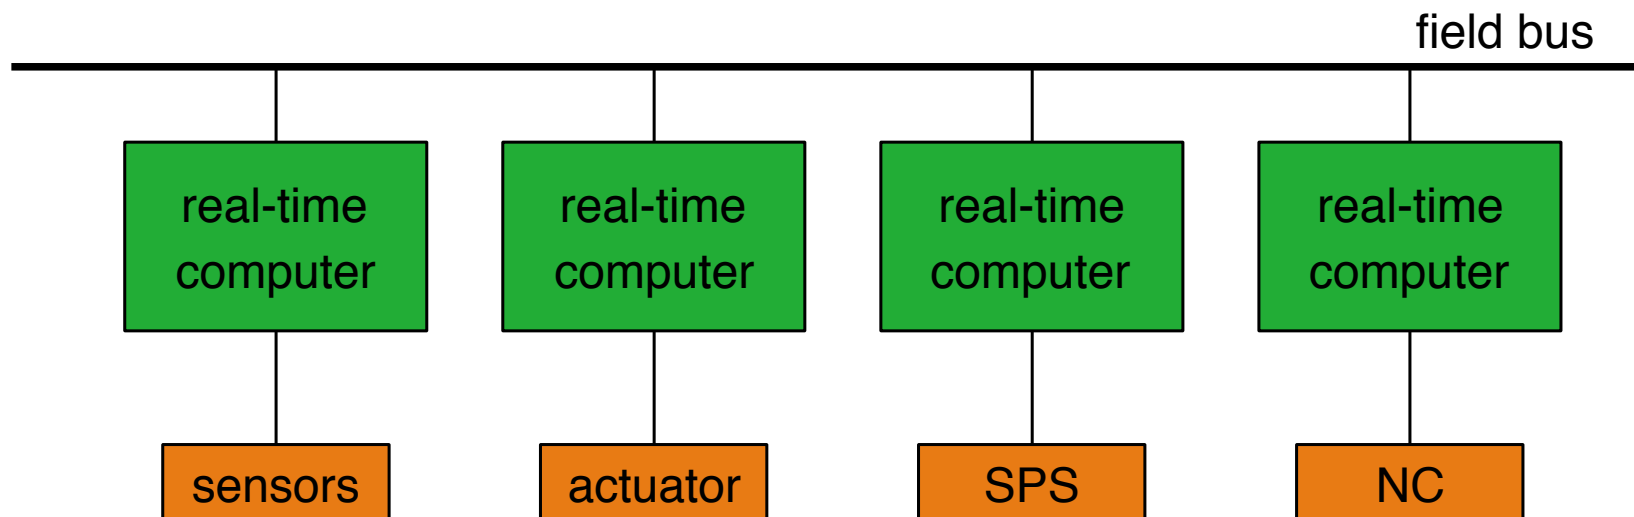 field bus
real-time
computer
real-time
computer
real-time
computer
real-time
computer
sensors
actuator
SPS
NC